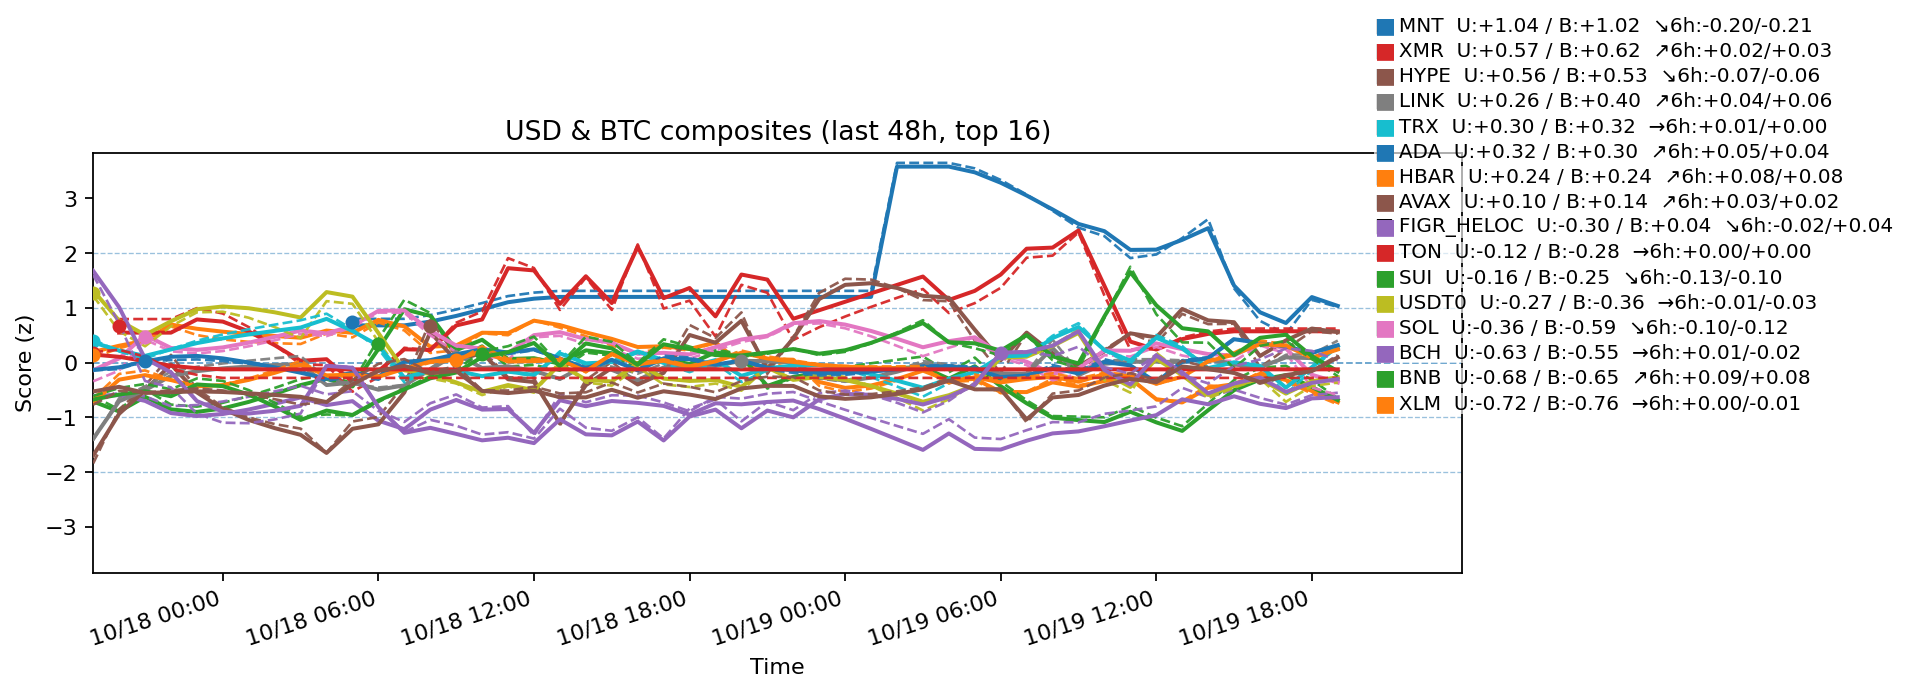 MNT  U:+1.04 / B:+1.02  ↘6h:-0.20/-0.21
XMR  U:+0.57 / B:+0.62  ↗6h:+0.02/+0.03
HYPE  U:+0.56 / B:+0.53  ↘6h:-0.07/-0.06
LINK  U:+0.26 / B:+0.40  ↗6h:+0.04/+0.06
TRX  U:+0.30 / B:+0.32  →6h:+0.01/+0.00
ADA  U:+0.32 / B:+0.30  ↗6h:+0.05/+0.04
HBAR  U:+0.24 / B:+0.24  ↗6h:+0.08/+0.08
AVAX  U:+0.10 / B:+0.14  ↗6h:+0.03/+0.02
FIGR_HELOC  U:-0.30 / B:+0.04  ↘6h:-0.02/+0.04
TON  U:-0.12 / B:-0.28  →6h:+0.00/+0.00
SUI  U:-0.16 / B:-0.25  ↘6h:-0.13/-0.10
USDT0  U:-0.27 / B:-0.36  →6h:-0.01/-0.03
SOL  U:-0.36 / B:-0.59  ↘6h:-0.10/-0.12
BCH  U:-0.63 / B:-0.55  →6h:+0.01/-0.02
BNB  U:-0.68 / B:-0.65  ↗6h:+0.09/+0.08
XLM  U:-0.72 / B:-0.76  →6h:+0.00/-0.01
USD & BTC composites (last 48h, top 16)
Score (z)
3
2
1
0
−1
−2
−3
10/18 00:00
10/18 06:00
10/18 12:00
10/18 18:00
10/19 00:00
10/19 06:00
10/19 12:00
10/19 18:00
Time